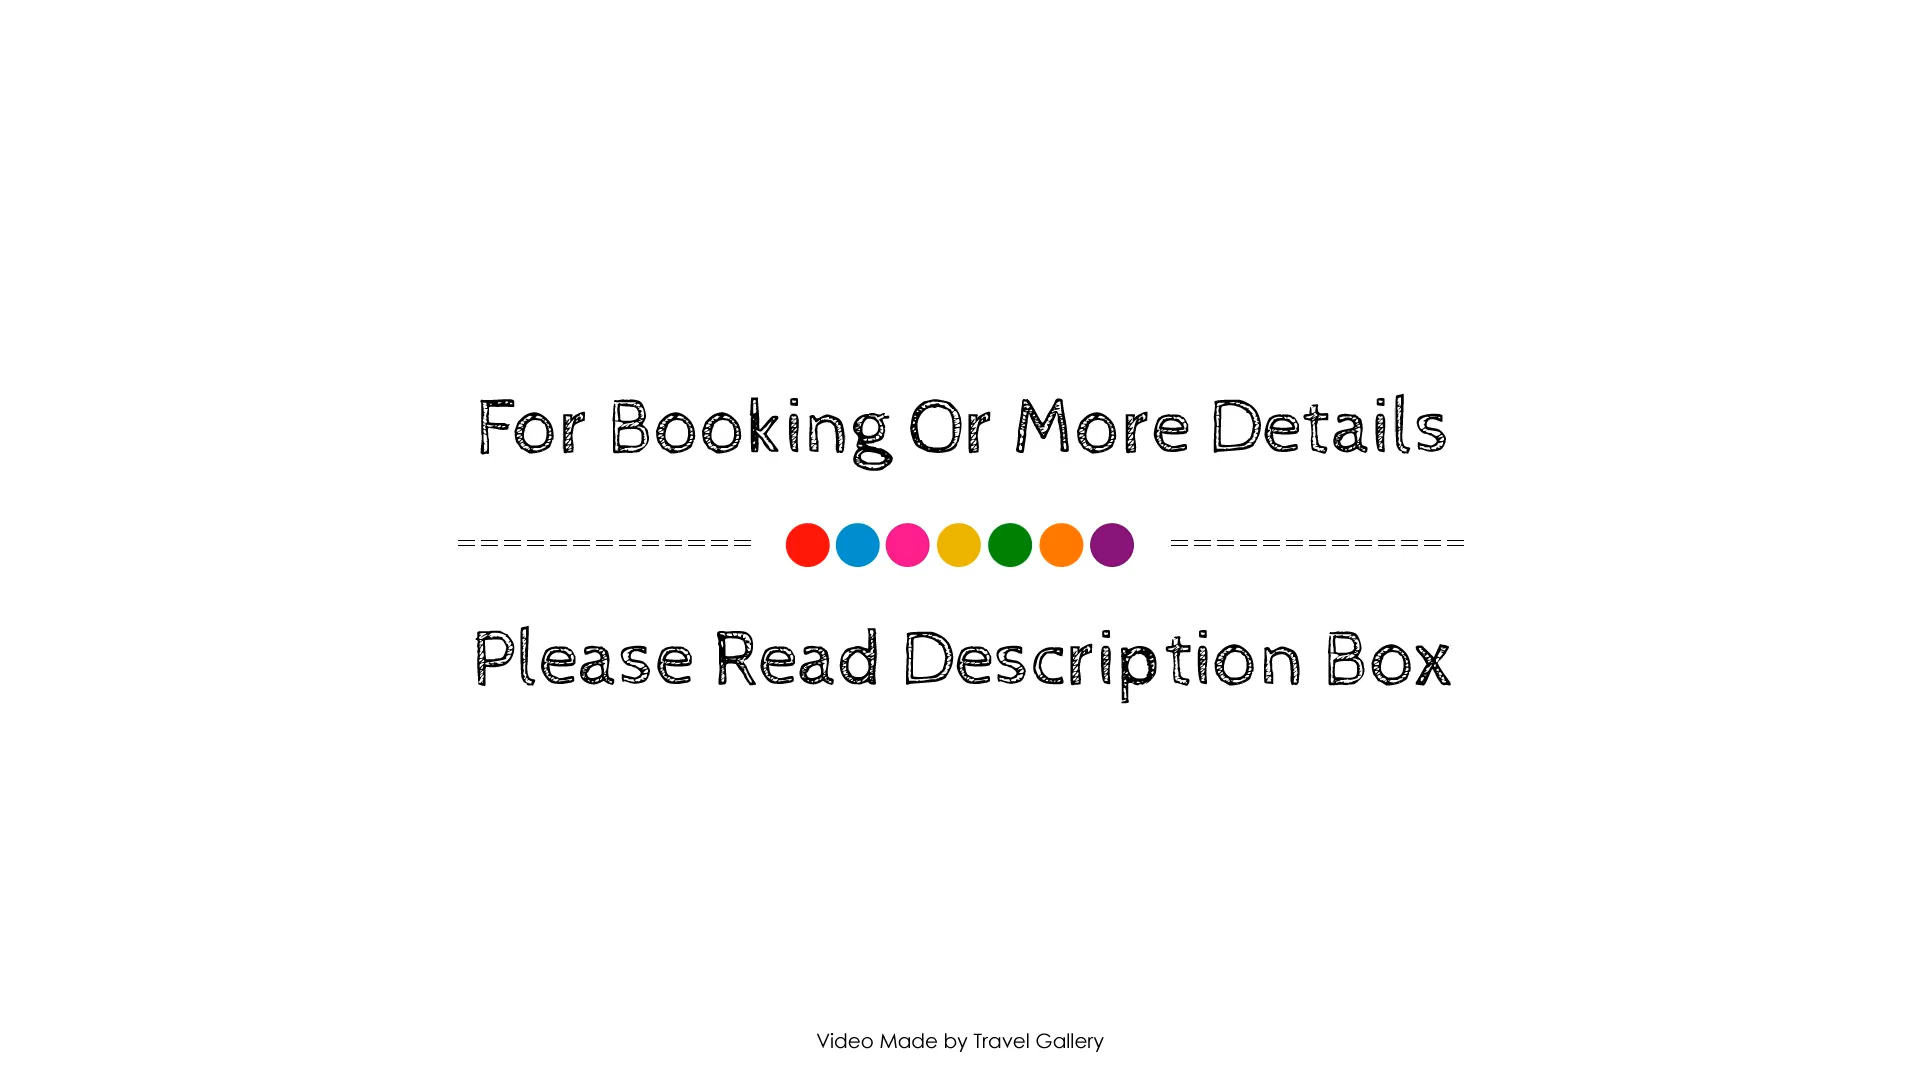 For Booking Or More Details
============= =============
Please Read Description Box
Video Made by Travel Gallery